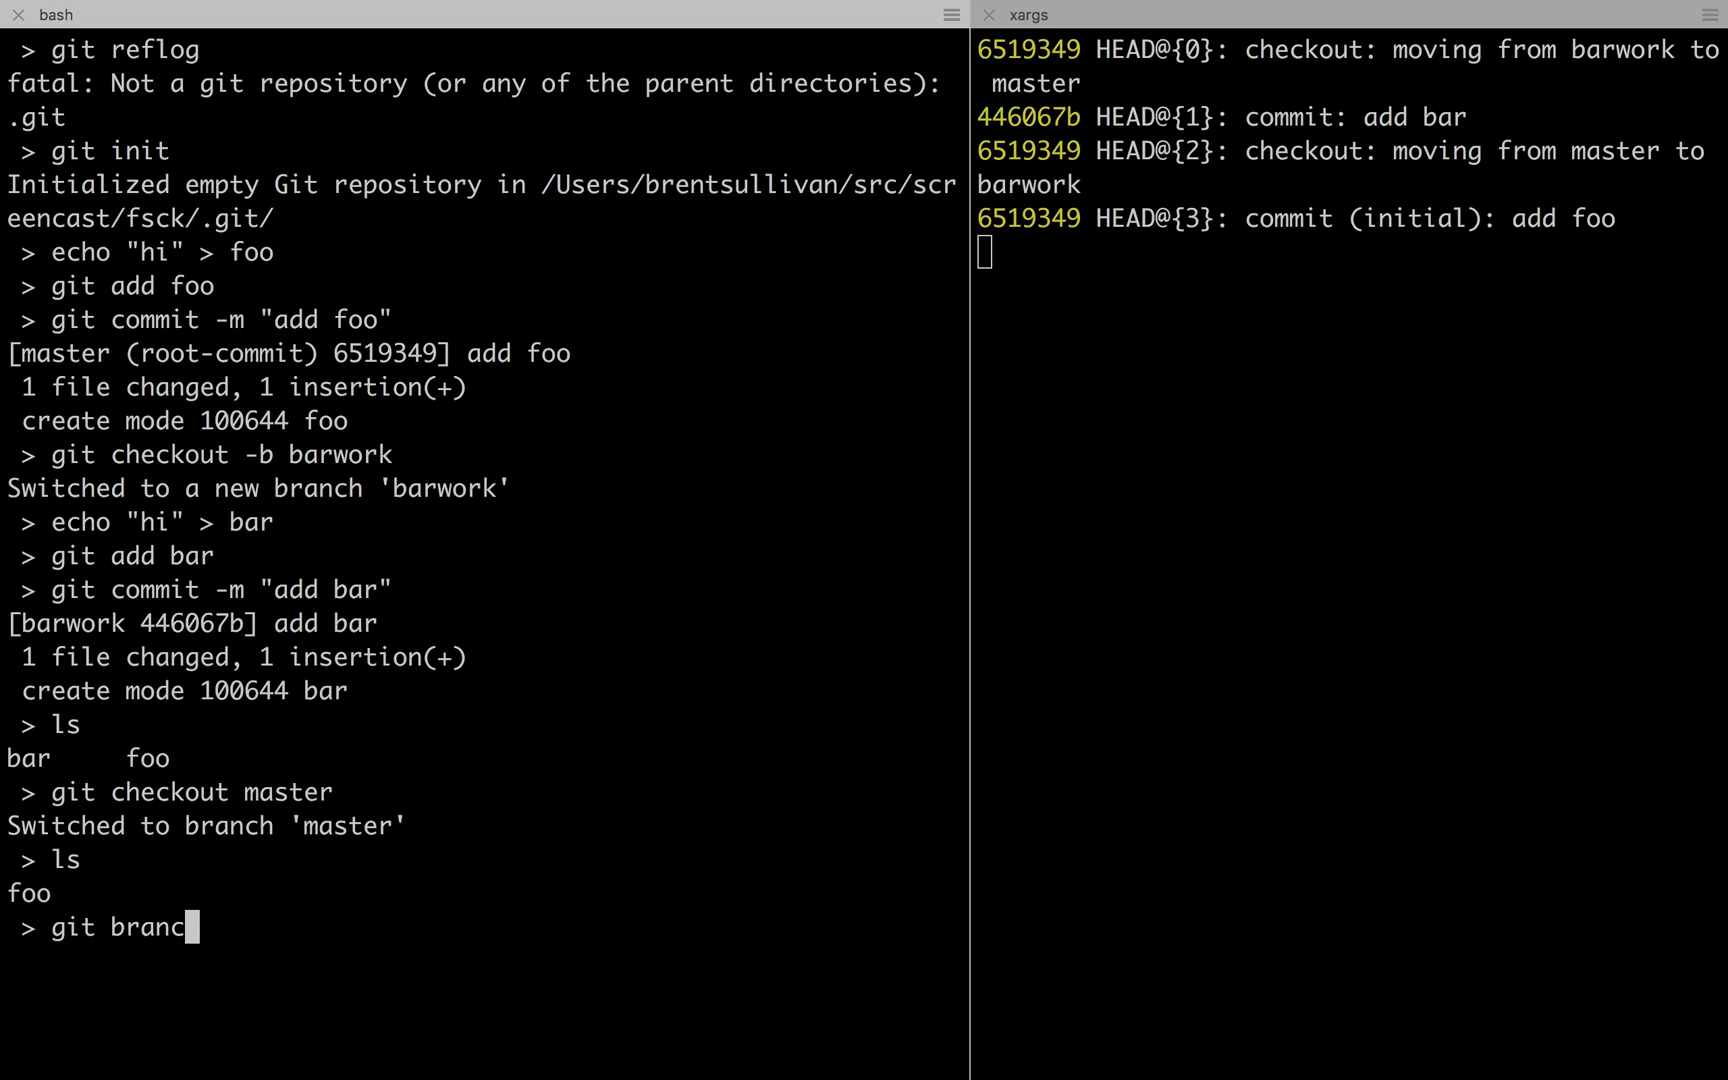 bash
> git reflog
fatal: Not a git repository (or any of the parent directories):
.git
> git init
Initialized empty Git repository in /Users/brentsullivan/src/scr
eencast/fsck/.git/
> echo "hi" > foo
> git add foo
> git commit -m "add foo"
[master (root-commit) 6519349] add foo
1 file changed, 1 insertion(+)
create mode 100644 foo
> git checkout -b barwork
Switched to a new branch 'barwork'
> echo "hi" > bar
> git add bar
> git commit -m "add bar"
[barwork 446067b] add bar
1 file changed, 1 insertion(+)
create mode 100644 bar
> ls
bar     foo
> git checkout master
Switched to branch 'master'
> ls
foo
> git branc
xargs
6519349 HEAD@{0}: checkout: moving from barwork to
master
446067b HEAD@{1}: commit: add bar
6519349 HEAD@{2}: checkout: moving from master to
barwork
6519349 HEAD@{3}: commit (initial): add foo